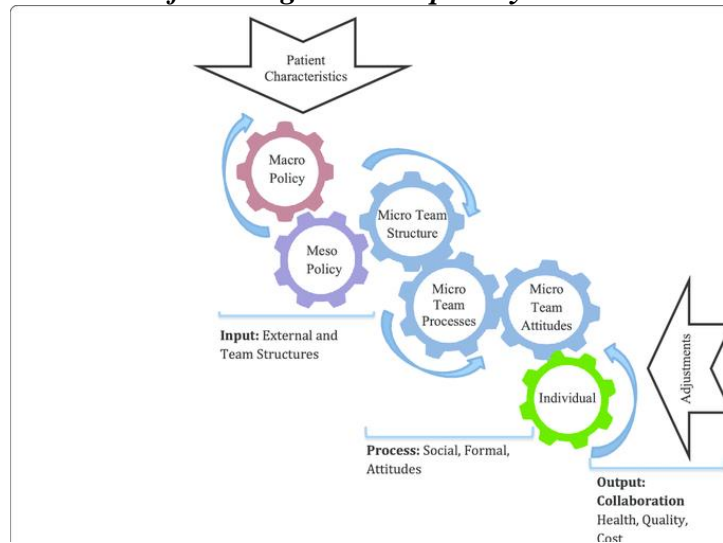 Patient
Characteristics
Macro
Policy
Micro Team
Structure
Meso
Policy
Micro
Team
Processes
Micro
Team
Attitudes
Input: External and
Team Structures
Adjustments
Individual
Process: Social, Formal,
Attitudes
Output:
Collaboration
Health, Quality,
Cost